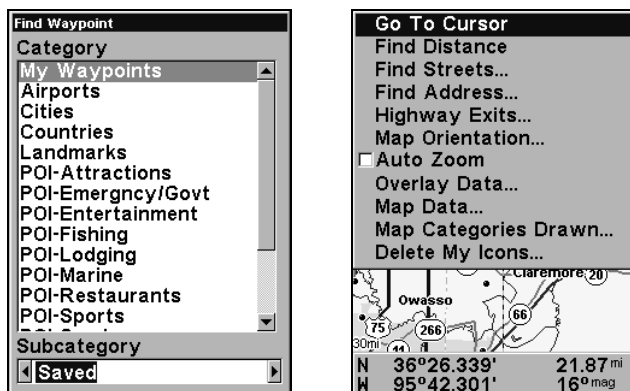 Find Waypoint
Category
My Waypoints
Airports
Cities
Countries
Landmarks
POI-Attractions
POI-Emergncy/Govt
POI-Entertainment
POI-Fishing
POI-Lodging
POI-Marine
POI-Restaurants
POI-Sports
Subcategory
Saved
Go To Cursor
Find Distance
Find Streets...
Find Address...
Highway Exits...
Map Orientation...
Auto Zoom
Overlay Data...
Map Data...
Map Categories Drawn...
Delete My Icons...
Claremore 20
Owasso
66
75 266
30mi 44
N 36°26.339' 21.87 mi
W 95°42.301' 16° mag